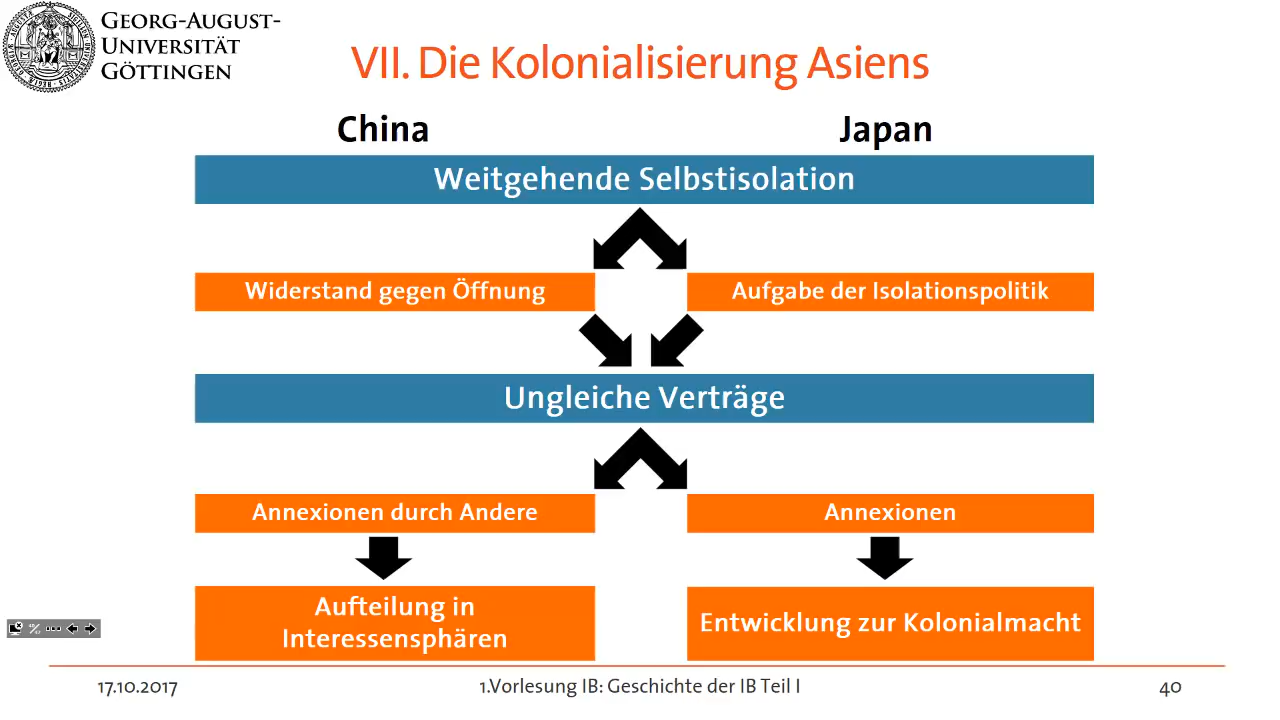 GEORG-AUGUST-
UNIVERSITÄT
GÖTTINGEN
VII. Die Kolonialisierung Asiens
China
Japan
Weitgehende Selbstisolation
Widerstand gegen Öffnung
Aufgabe der Isolationspolitik
Ungleiche Verträge
Annexionen durch Andere
Annexionen
Aufteilung in
Interessensphären
Entwicklung zur Kolonialmacht
17.10.2017
1.Vorlesung IB: Geschichte der IB Teil I
40